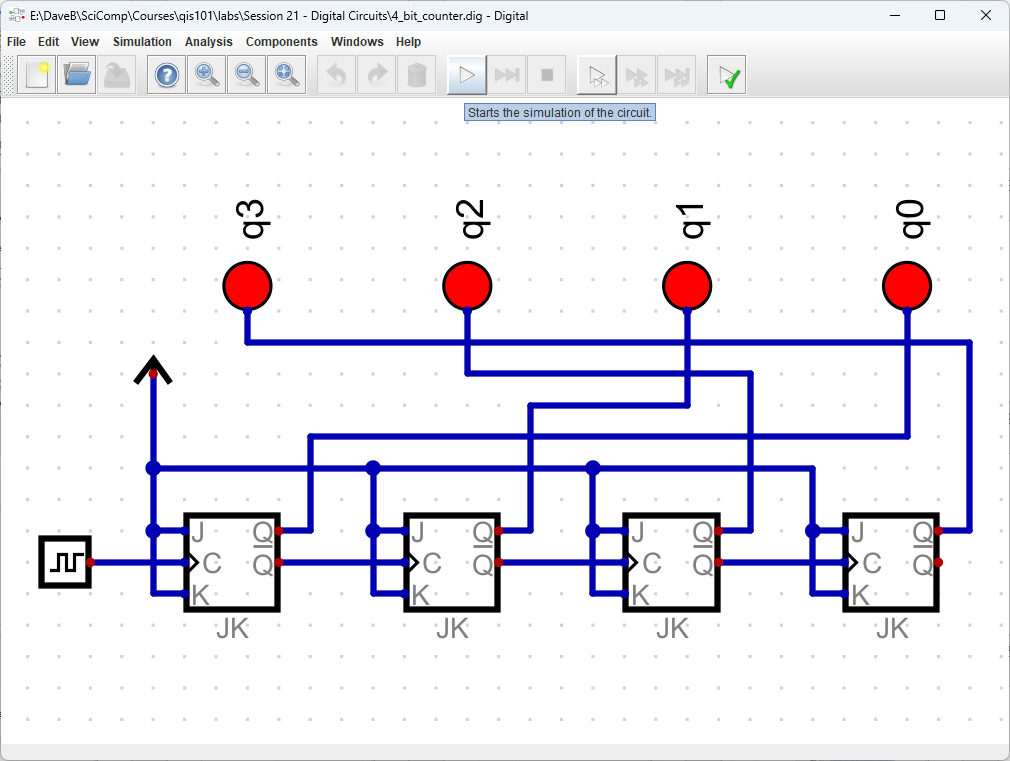 E:\DaveB\SciComp\Courses\qis101\labs\Session 21 - Digital Circuits\4_bit_counter.dig - Digital
File Edit View Simulation Analysis Components Windows Help
Starts the simulation of the circuit.
q3 q2 q1 q0
J Q J Q J Q J Q
C Q C Q C Q C Q
K K K K
JK JK JK JK